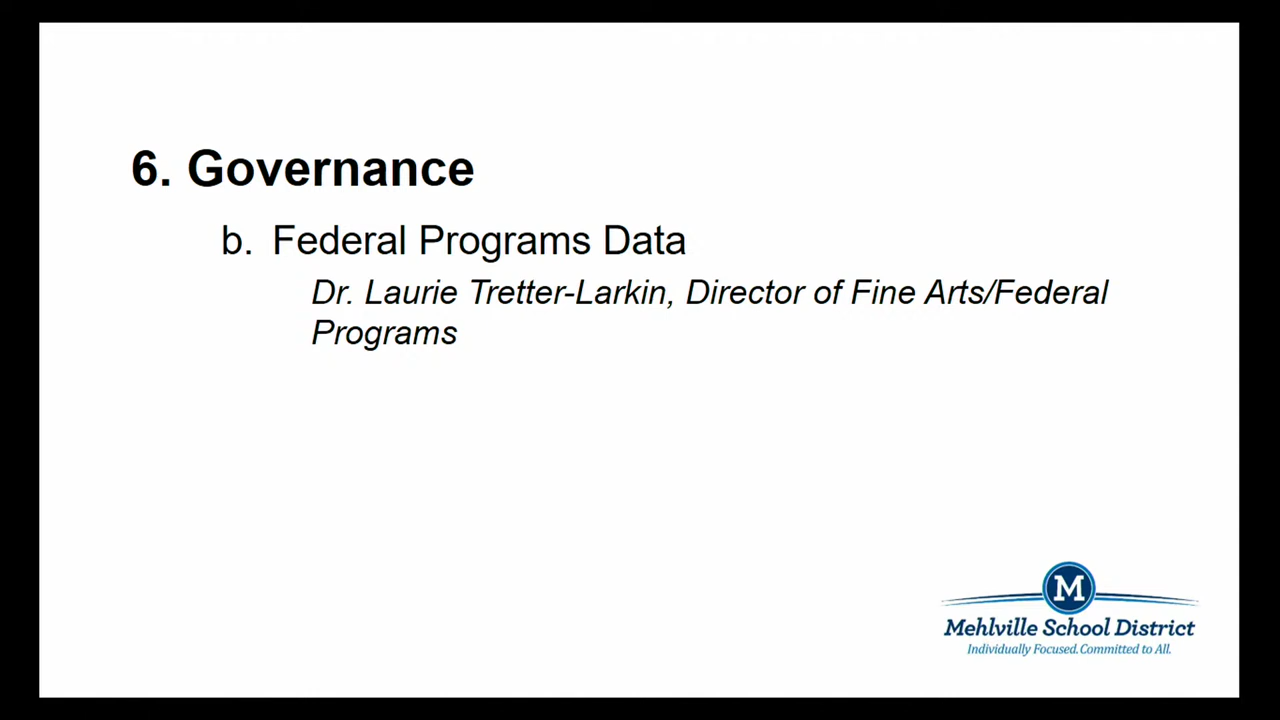 6. Governance
b. Federal Programs Data
Dr. Laurie Tretter-Larkin, Director of Fine Arts/Federal
Programs
M
Mehlville School District
Individually Focused. Committed to All.